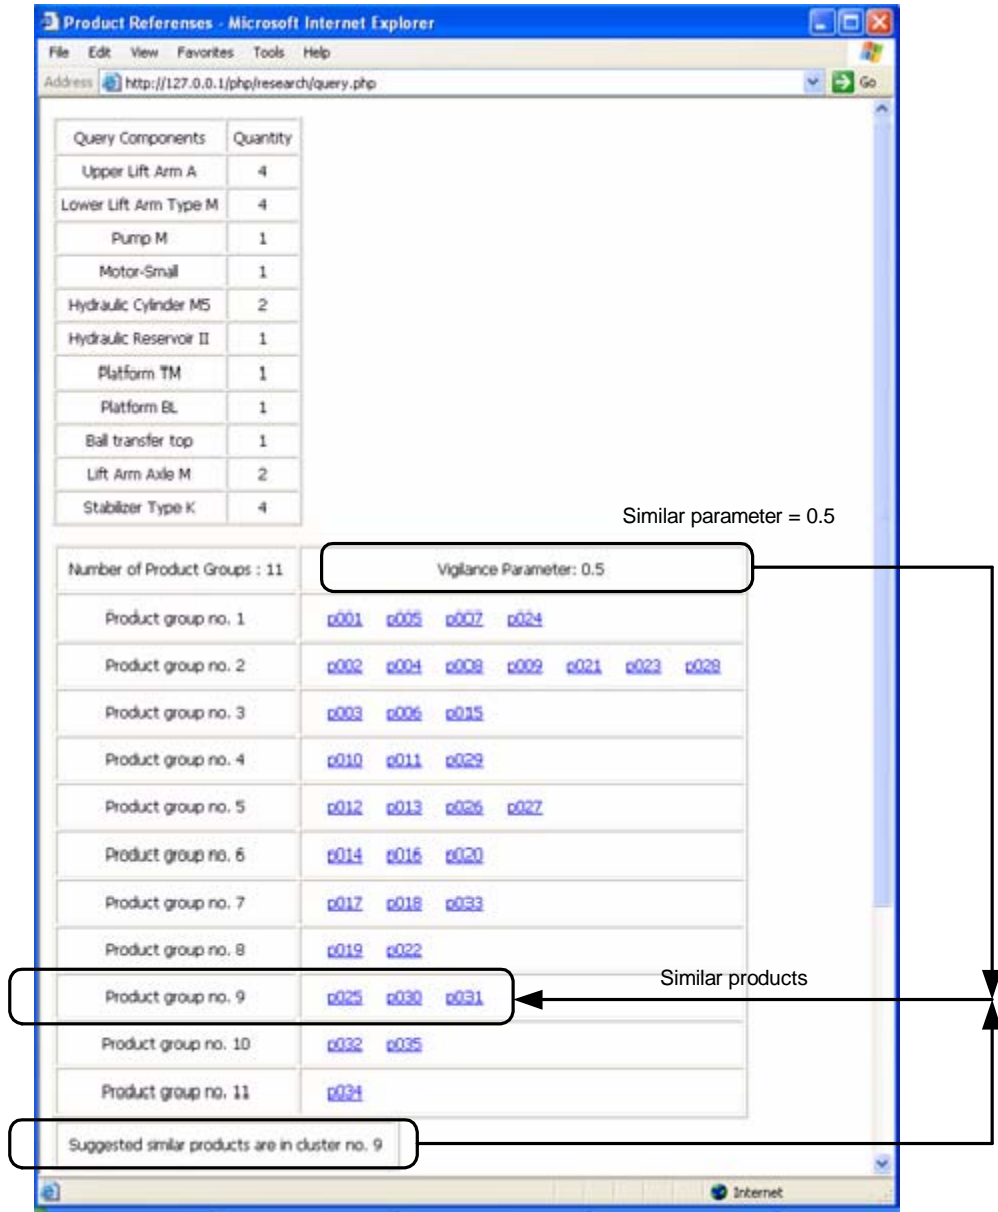 Product Referenses - Microsoft Internet Explorer
File Edit View Favorites Tools Help
Address http://127.0.0.1/php/research/query.php Go
Query Components Quantity
Upper Lift Arm A 4
Lower Lift Arm Type M 4
Pump M 1
Motor-Small 1
Hydraulic Cylinder M5 2
Hydraulic Reservoir II 1
Platform TM 1
Platform BL 1
Ball transfer top 1
Lift Arm Axle M 2
Stabilizer Type K 4
Similar parameter = 0.5
Number of Product Groups : 11 Vigilance Parameter: 0.5
Product group no. 1 p001 p005 p007 p024
Product group no. 2 p002 p004 p008 p009 p021 p023 p028
Product group no. 3 p003 p006 p015
Product group no. 4 p010 p011 p029
Product group no. 5 p012 p013 p026 p027
Product group no. 6 p014 p016 p020
Product group no. 7 p017 p018 p033
Product group no. 8 p019 p022
Similar products
Product group no. 9 p025 p030 p031
Product group no. 10 p032 p035
Product group no. 11 p034
Suggested similar products are in cluster no. 9
Internet